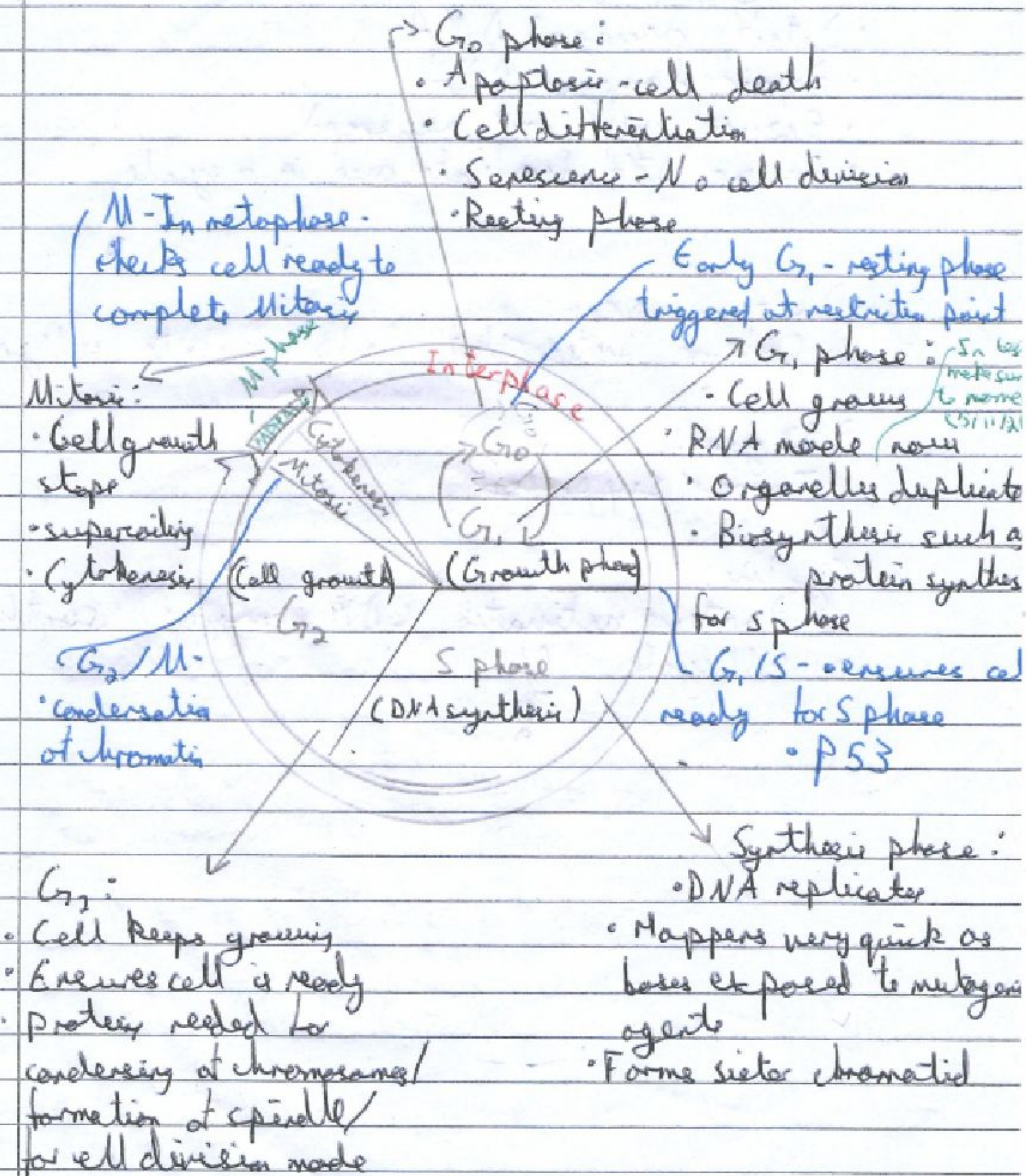 G0 phase:
• Apoptosis - cell death
• Cell differentiation
• Senescence - No cell division
• Resting phase
M - In metaphase -
checks cell ready to
complete Mitosis
Early G1 - resting phase
triggered at restriction point
M phase
Interphase
G1 phase:
• Cell grows
• RNA made now
• Organelles duplicate
• Biosynthesis such a
protein synthes
for s phase
Mitosis:
• Cell growth
stops
• supercoiling
• Cytokenesis
Cytokenesis
Mitosis
G0
G1
(Cell growth)
G2
(Growth phase)
S phase
(DNA synthesis)
G2/M -
• condensation
of chromatin
G1/S - • ensures cel
ready for S phase
• P53
G2:
• Cell keeps growing
• Ensures cell is ready
• Protein needed for
condensing of chromosomes/
formation of spindle/
for cell division made
Synthesis phase:
• DNA replicates
• Happens very quick as
bases exposed to mutagenic
agents
• Forms sister chromatid